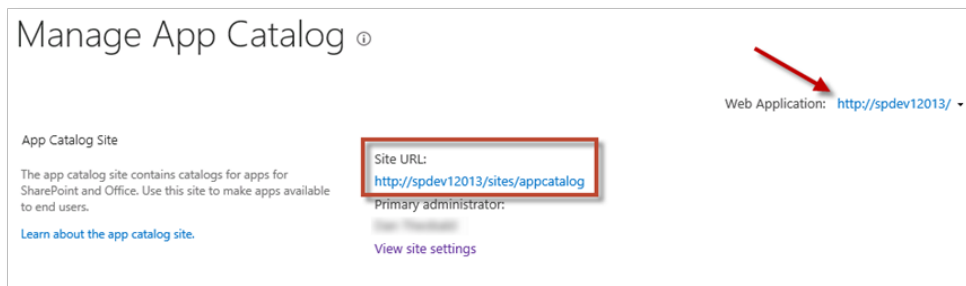 Manage App Catalog
Web Application: http://spdev12013/
App Catalog Site
The app catalog site contains catalogs for apps for
SharePoint and Office. Use this site to make apps available
to end users.
Learn about the app catalog site.
Site URL:
http://spdev12013/sites/appcatalog
Primary administrator:
View site settings